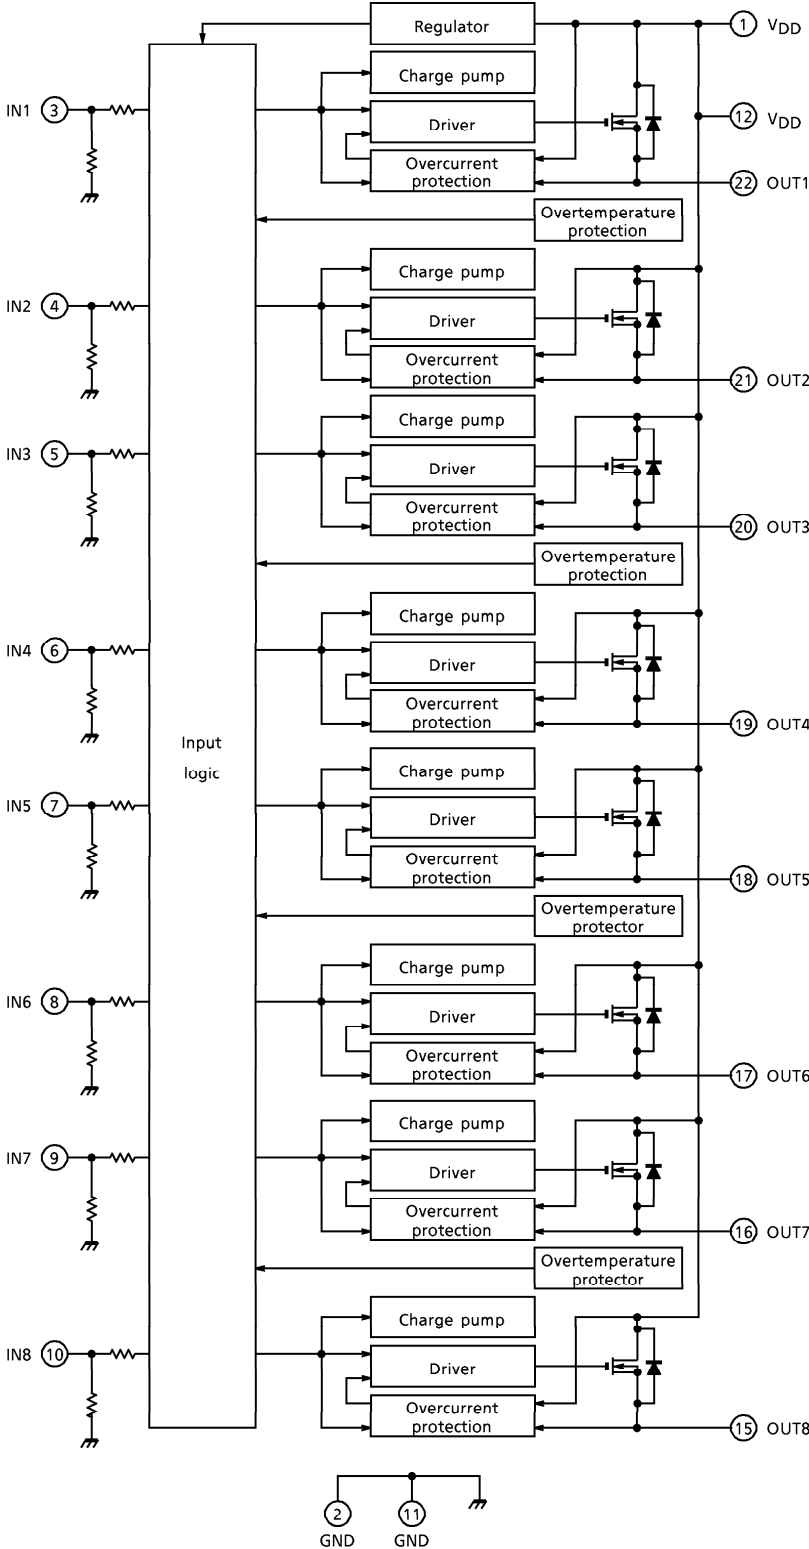 Regulator
1 VDD
Charge pump
IN1 3
Driver
12 VDD
Overcurrent
protection
22 OUT1
Overtemperature
protection
Charge pump
IN2 4
Driver
Overcurrent
protection
21 OUT2
Charge pump
IN3 5
Driver
Overcurrent
protection
20 OUT3
Overtemperature
protection
Charge pump
IN4 6
Driver
Overcurrent
protection
19 OUT4
Input
logic
Charge pump
IN5 7
Driver
Overcurrent
protection
18 OUT5
Overtemperature
protector
Charge pump
IN6 8
Driver
Overcurrent
protection
17 OUT6
Charge pump
IN7 9
Driver
Overcurrent
protection
16 OUT7
Overtemperature
protector
Charge pump
IN8 10
Driver
Overcurrent
protection
15 OUT8
2 11
GND GND